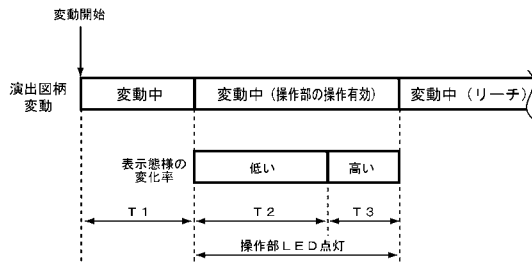 変動開始
演出図柄
変動
変動中
変動中（操作部の操作有効）
変動中（リーチ）
表示態様の
変化率
低い
高い
Ｔ１
Ｔ２
Ｔ３
操作部ＬＥＤ点灯